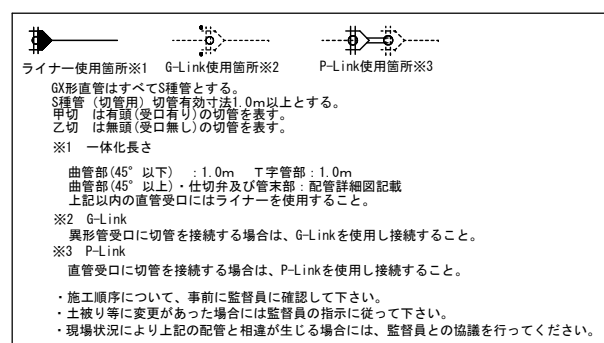 ライナー使用箇所※1 G-Link使用箇所※2 P-Link使用箇所※3
GX形直管はすべてS種管とする。
S種管(切管用)切管有効寸法1.0m以上とする。
甲切 は有頭(受口有り)の切管を表す。
乙切 は無頭(受口無し)の切管を表す。
※1 一体化長さ
曲管部(45°以下) :1.0m T字管部:1.0m
曲管部(45°以上)・仕切弁及び管末部:配管詳細図記載
上記以内の直管受口にはライナーを使用すること。
※2 G-Link
異形管受口に切管を接続する場合は、G-Linkを使用し接続すること。
※3 P-Link
直管受口に切管を接続する場合は、P-Linkを使用し接続すること。
・施工順序について、事前に監督員に確認して下さい。
・土被り等に変更があった場合には監督員の指示に従って下さい。
・現場状況により上記の配管と相違が生じる場合には、監督員との協議を行ってください。